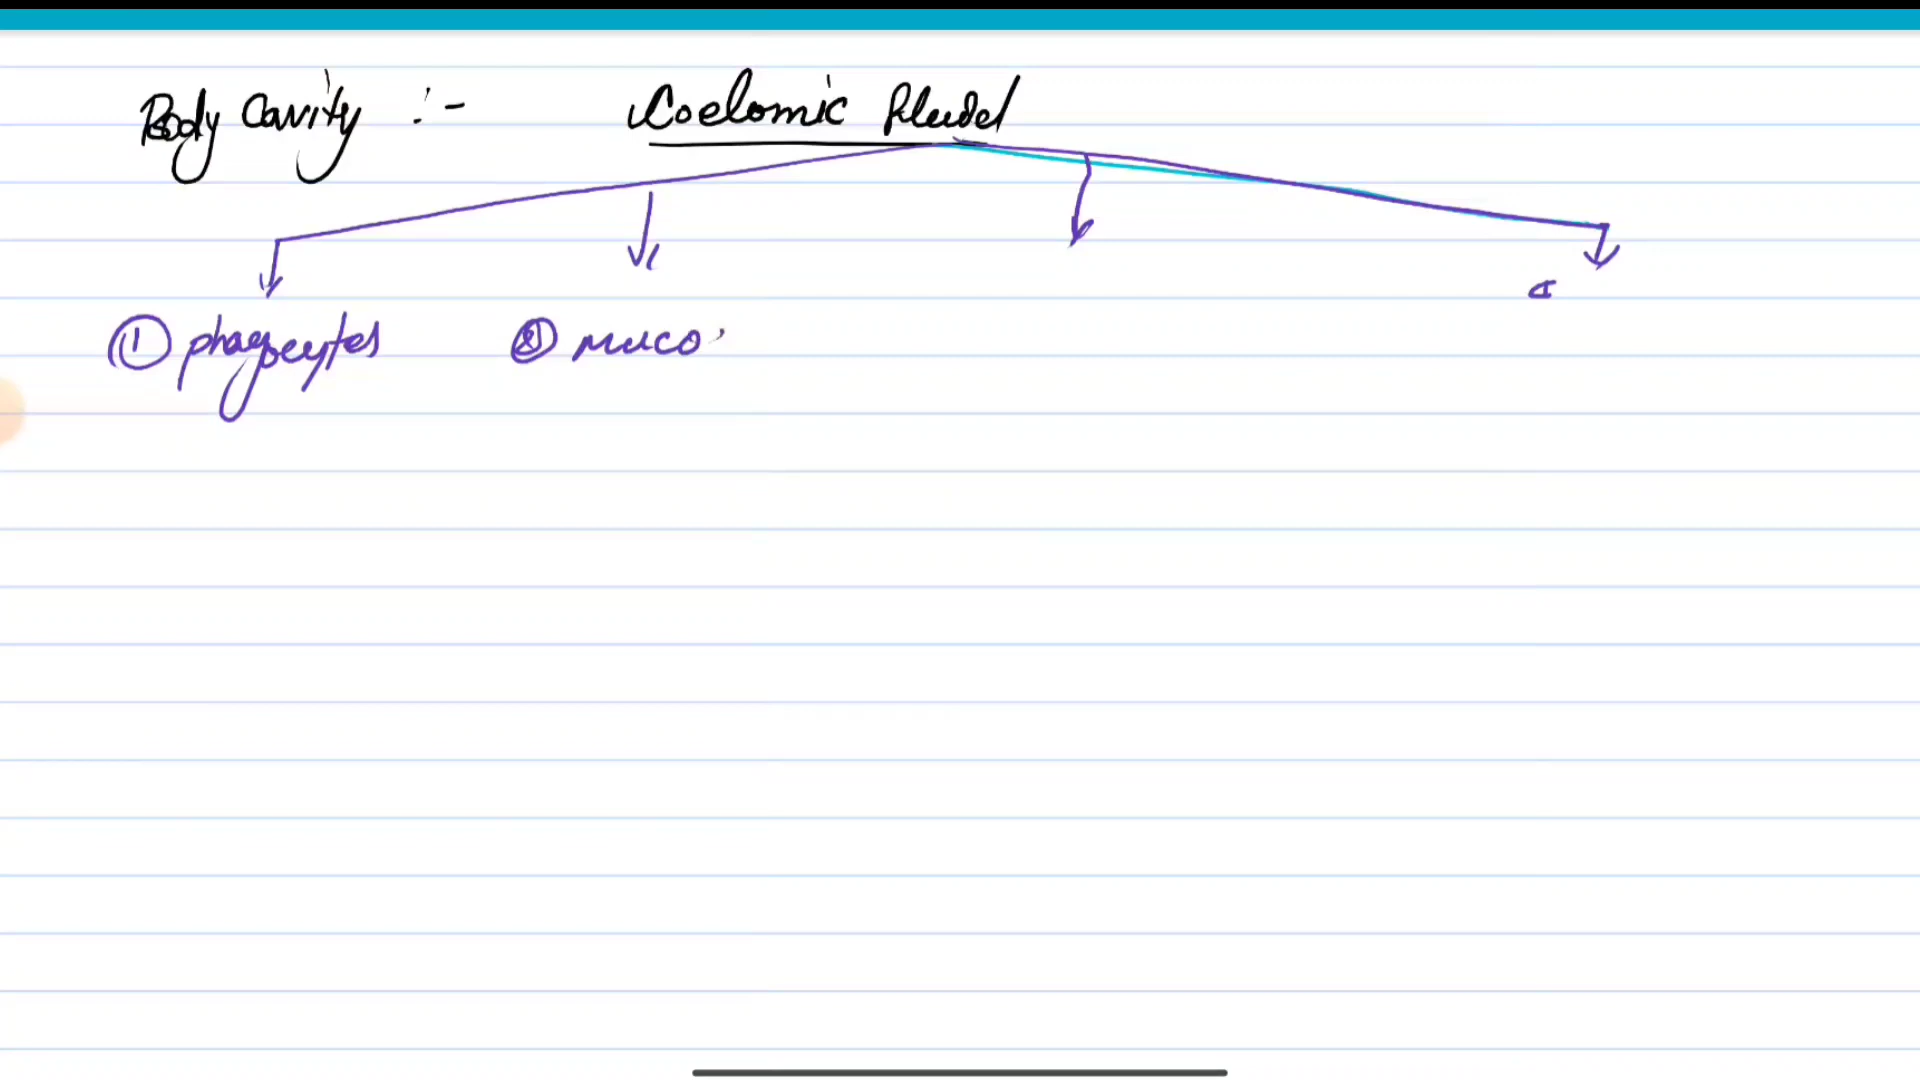 Body Cavity :- Coelomic fluid
① phagocytes ② muco